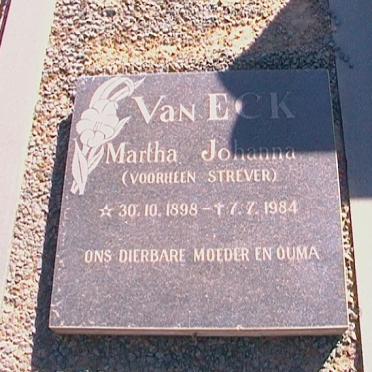 Van Eck
Martha Johanna
(VOORHEEN STREVER)
☆ 30.10.1898 – † 7.7.1984
ONS DIERBARE MOEDER EN OUMA